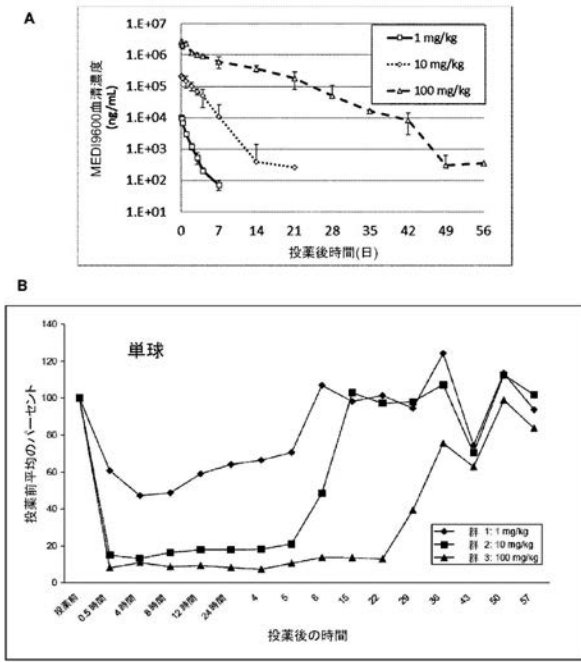 A
MEDI9600血清濃度
(ng/mL)
1.E+07
1.E+06
1.E+05
1.E+04
1.E+03
1.E+02
1.E+01
1 mg/kg
10 mg/kg
100 mg/kg
0 7 14 21 28 35 42 49 56
投薬後時間(日)
B
単球
投薬前平均のパーセント
140
120
100
80
60
40
20
0
群 1: 1 mg/kg
群 2: 10 mg/kg
群 3: 100 mg/kg
投薬前 0.5 時間 4時間 8時間 12時間 24時間 4 5 8 15 22 29 36 43 50 57
投薬後の時間